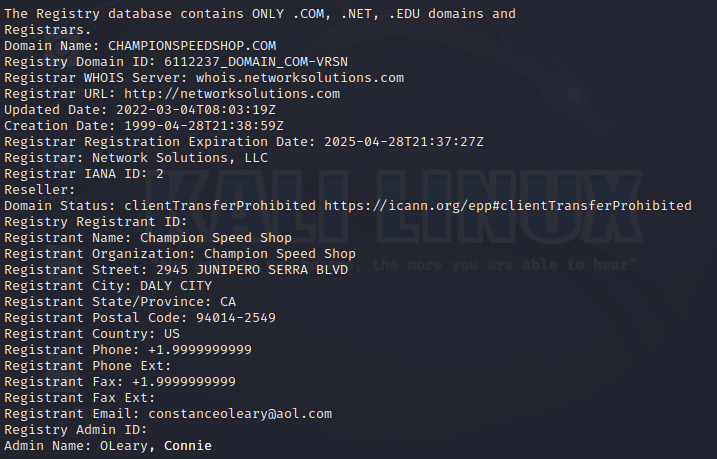 The Registry database contains ONLY .COM, .NET, .EDU domains and
Registrars.
Domain Name: CHAMPIONSPEEDSHOP.COM
Registry Domain ID: 6112237_DOMAIN_COM-VRSN
Registrar WHOIS Server: whois.networksolutions.com
Registrar URL: http://networksolutions.com
Updated Date: 2022-03-04T08:03:19Z
Creation Date: 1999-04-28T21:38:59Z
Registrar Registration Expiration Date: 2025-04-28T21:37:27Z
Registrar: Network Solutions, LLC
Registrar IANA ID: 2
Reseller:
Domain Status: clientTransferProhibited https://icann.org/epp#clientTransferProhibited
Registry Registrant ID:
Registrant Name: Champion Speed Shop
Registrant Organization: Champion Speed Shop
Registrant Street: 2945 JUNIPERO SERRA BLVD
Registrant City: DALY CITY
Registrant State/Province: CA
Registrant Postal Code: 94014-2549
Registrant Country: US
Registrant Phone: +1.9999999999
Registrant Phone Ext:
Registrant Fax: +1.9999999999
Registrant Fax Ext:
Registrant Email: constanceoleary@aol.com
Registry Admin ID:
Admin Name: OLeary, Connie
KALI LINUX
the more you are able to hear"